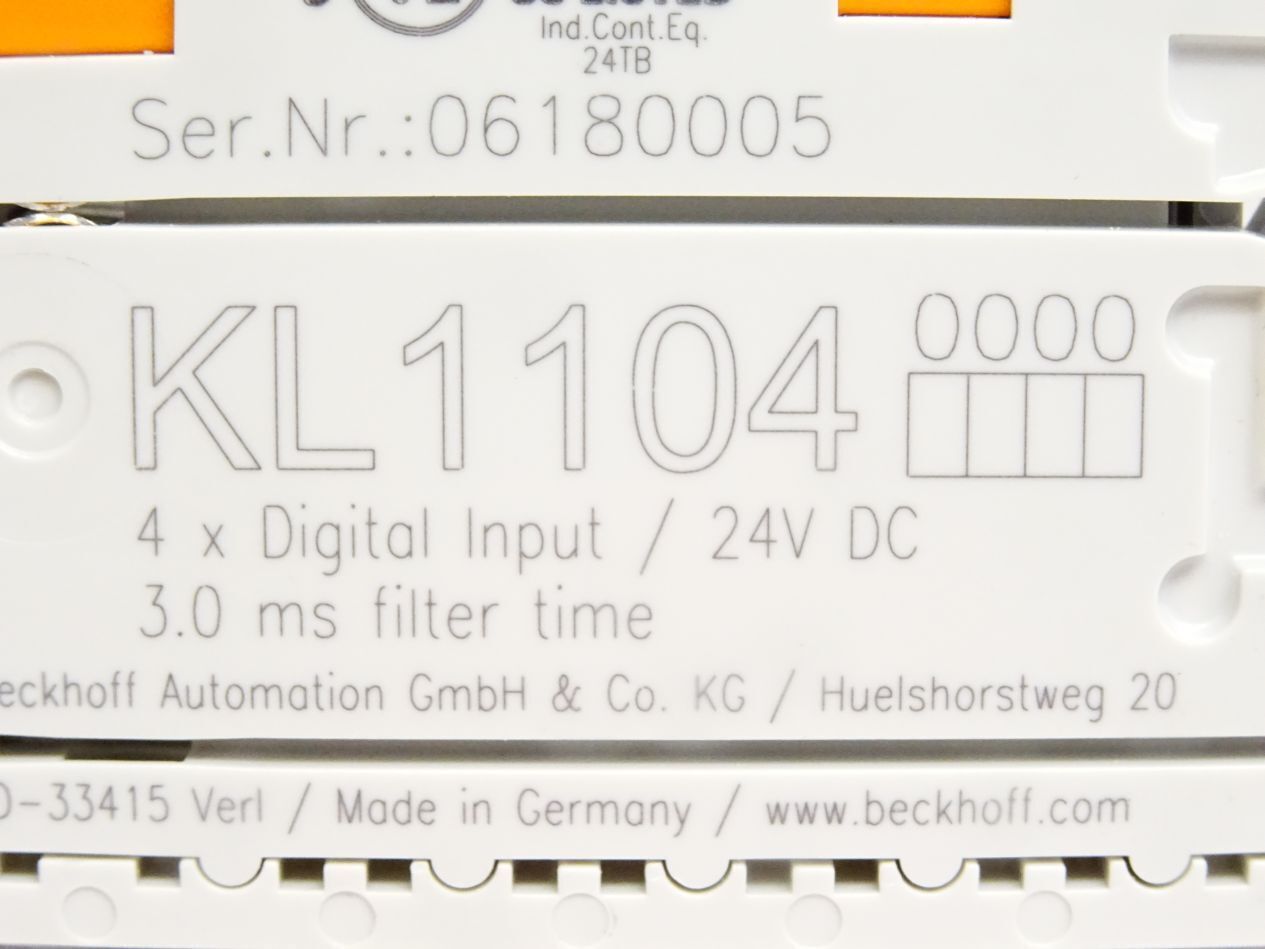 Ind.Cont.Eq.
24TB
Ser.Nr.:06180005
KL1104
0000
4 x Digital Input / 24V DC
3.0 ms filter time
eckhoff Automation GmbH & Co. KG / Huelshorstweg 20
D-33415 Verl / Made in Germany / www.beckhoff.com